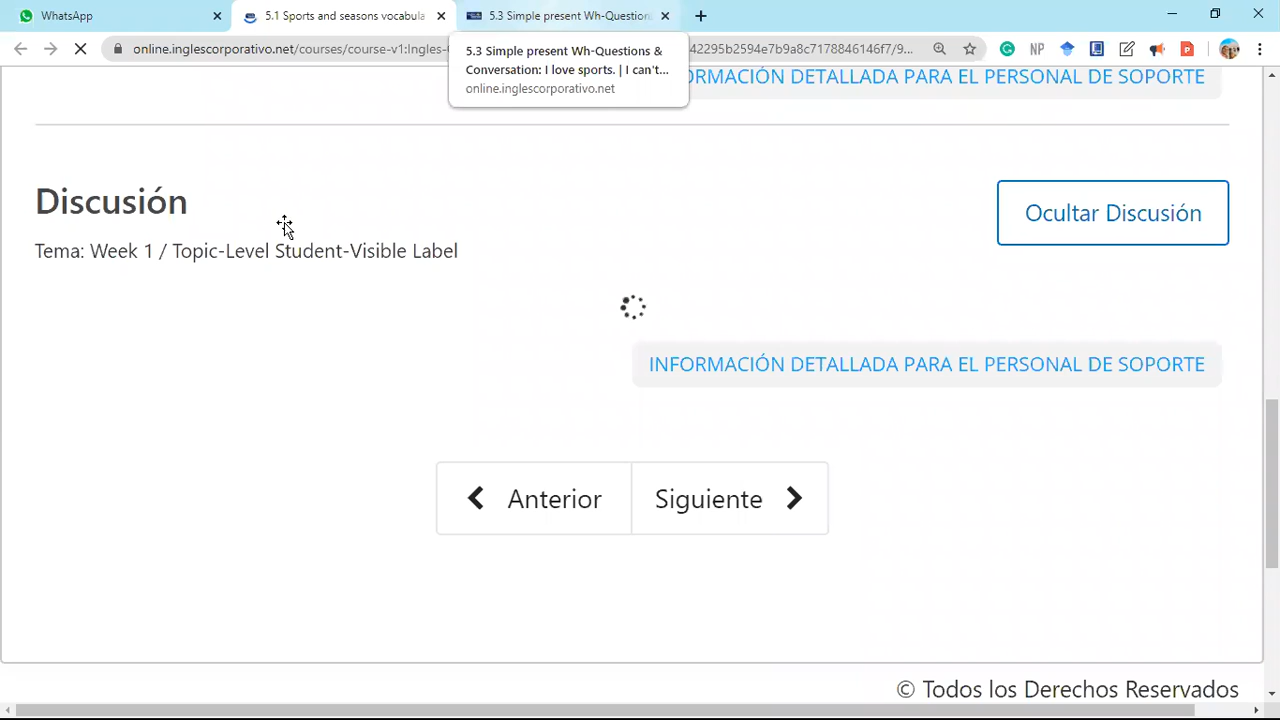 WhatsApp
5.1 Sports and seasons vocabula
5.3 Simple present Wh-Question
online.inglescorporativo.net/courses/course-v1:Ingles-
42295b2594e7b9a8c7178846146f7/9...
NP
5.3 Simple present Wh-Questions &
Conversation: I love sports. | I can't...
online.inglescorporativo.net
ORMACIÓN DETALLADA PARA EL PERSONAL DE SOPORTE
Discusión
Ocultar Discusión
Tema: Week 1 / Topic-Level Student-Visible Label
INFORMACIÓN DETALLADA PARA EL PERSONAL DE SOPORTE
Anterior
Siguiente
© Todos los Derechos Reservados